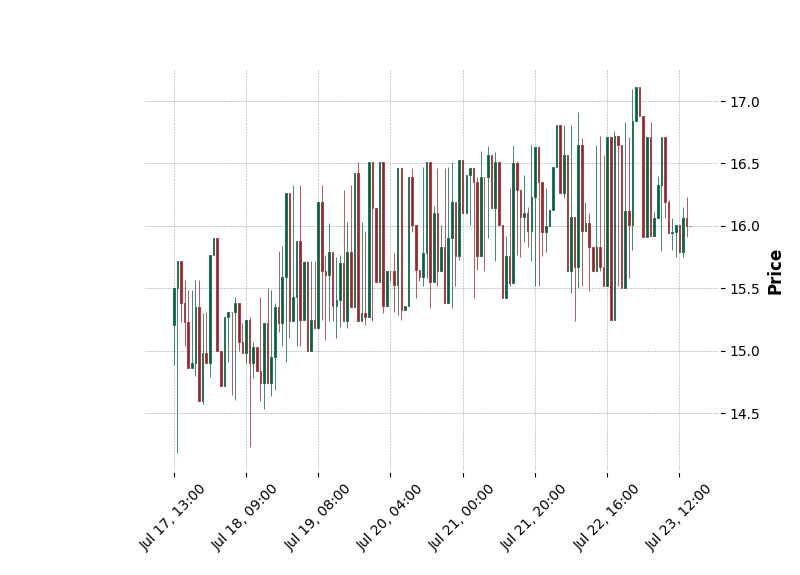 17.0
16.5
16.0
15.5
15.0
14.5
Price
Jul 17, 13:00
Jul 18, 09:00
Jul 19, 08:00
Jul 20, 04:00
Jul 21, 00:00
Jul 21, 20:00
Jul 22, 16:00
Jul 23, 12:00